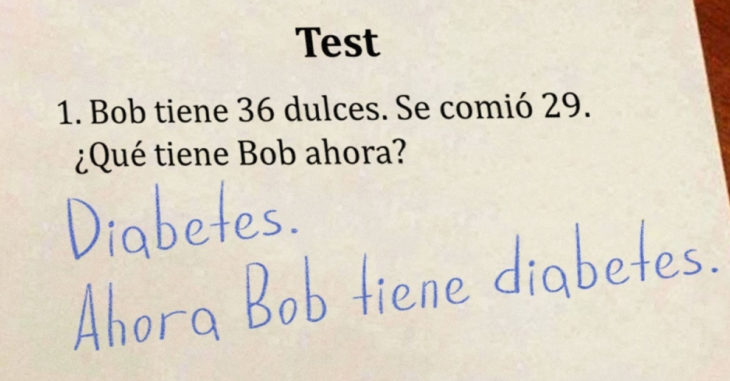 Test
1. Bob tiene 36 dulces. Se comió 29.
¿Qué tiene Bob ahora?
Diabetes.
Ahora Bob tiene diabetes.